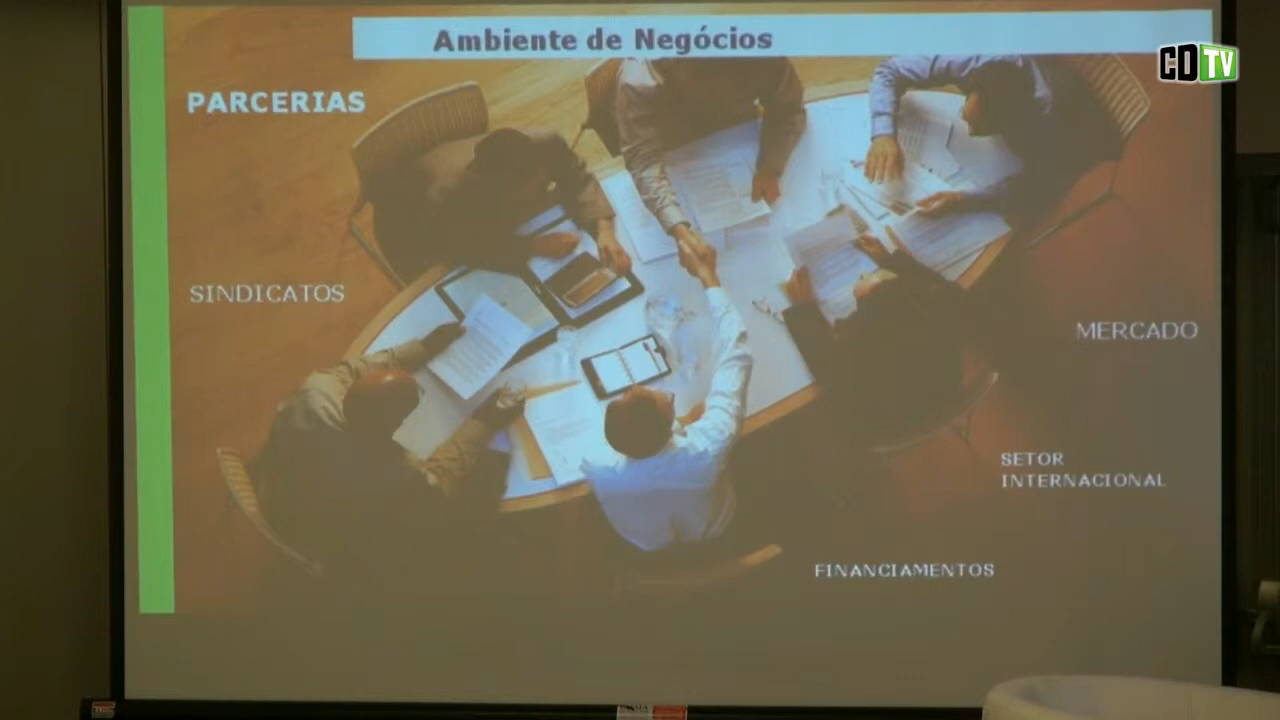 Ambiente de Negócios
CDTV
PARCERIAS
SINDICATOS
MERCADO
SETOR
INTERNACIONAL
FINANCIAMENTOS